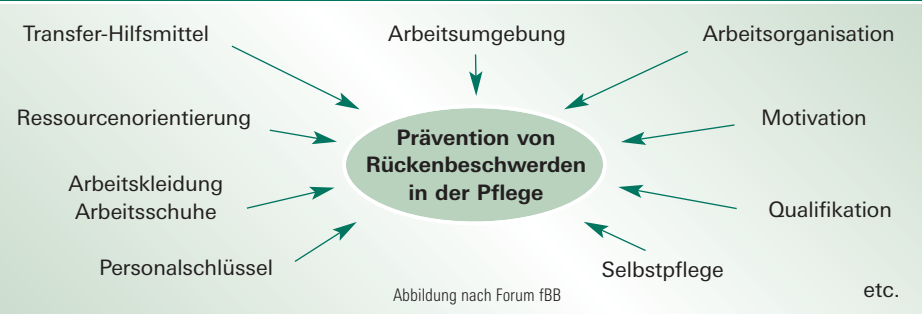 Transfer-Hilfsmittel
Arbeitsumgebung
Arbeitsorganisation
Ressourcenorientierung
Motivation
Prävention von
Rückenbeschwerden
in der Pflege
Arbeitskleidung
Arbeitsschuhe
Qualifikation
Personalschlüssel
Selbstpflege
Abbildung nach Forum fBB
etc.